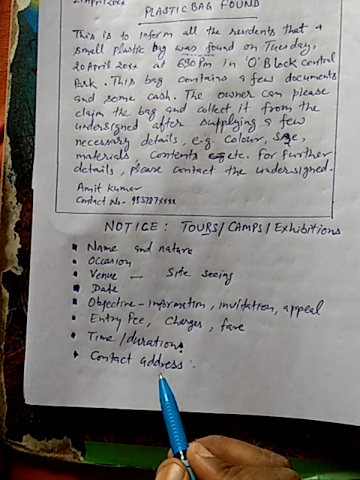 21 April 20xx
PLASTIC BAG FOUND
This is to inform all the residents that a
small plastic bag was found on Tuesday,
20 April 20xx at 6:30 Pm in 'O' Block central
Park. This bag contains a few documents
and some cash. The owner can please
claim the bag and collect it from the
undersigned after supplying a few
necessary details, e.g. Colour, Size,
materials, contents etc. For further
details, please contact the undersigned.
Amit Kumar
Contact No- 983727xxxx
NOTICE: TOURS/CAMPS/Exhibitions
Name and nature
Occasion
Venue — Site seeing
Date
Objective - information, invitation, appeal
Entry Fee, Charges, fare
Time/duration:
Contact address: